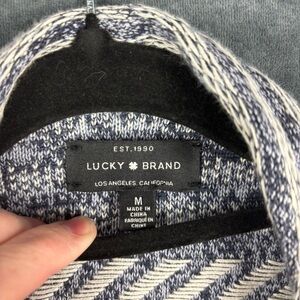 EST. 1990
LUCKY BRAND
LOS ANGELES, CALIFORNIA
M
MADE IN
CHINA
FABRIQUÉ EN
CHINE